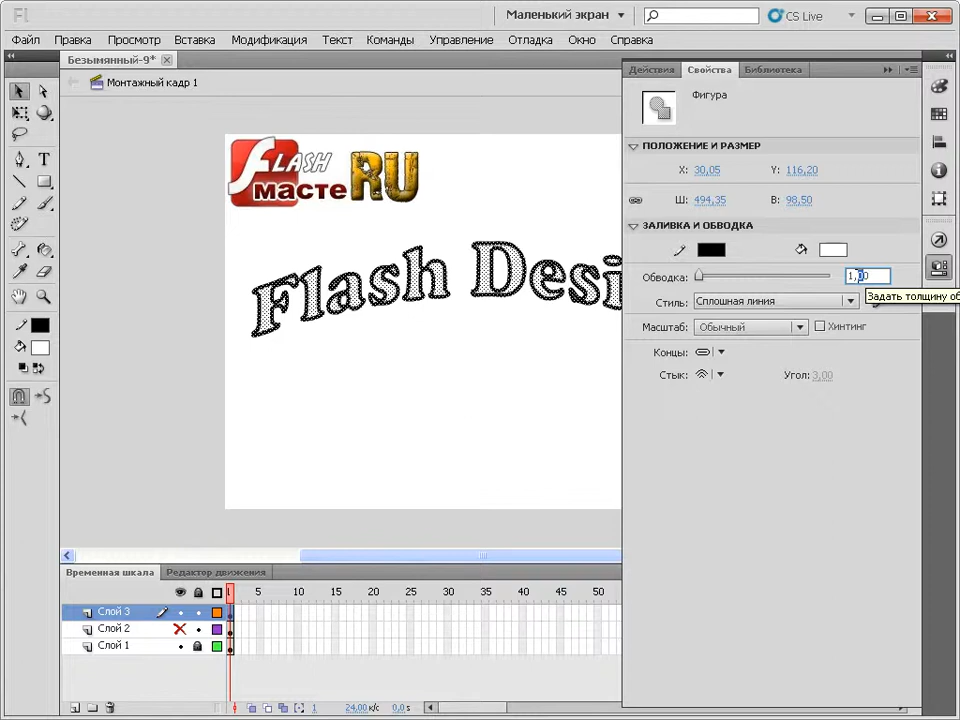 Fl
Маленький экран
CS Live
Файл Правка Просмотр Вставка Модификация Текст Команды Управление Отладка Окно Справка
Безымянный-9*
Монтажный кадр 1
Действия Свойства Библиотека
Фигура
ПОЛОЖЕНИЕ И РАЗМЕР
X: 30,05 Y: 116,20
Ш: 494,35 В: 98,50
ЗАЛИВКА И ОБВОДКА
Обводка: 1,00
Задать толщину об
Стиль: Сплошная линия
Масштаб: Обычный Хинтинг
Концы:
Стык: Угол: 3,00
FLASH
мастеRU
Flash Desi
Временная шкала Редактор движения
1 5 10 15 20 25 30 35 40 45 50
Слой 3
Слой 2
Слой 1
1 24,00 к/с 0,0 s